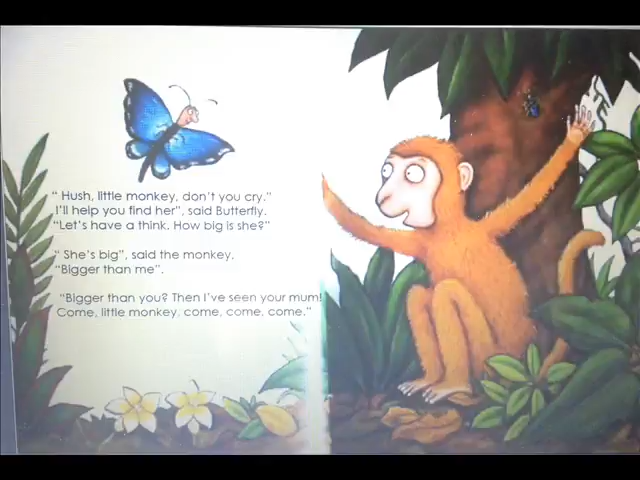 “ Hush, little monkey, don't you cry.”
I'll help you find her”, said Butterfly.
“Let's have a think. How big is she?”
“ She's big”, said the monkey,
“Bigger than me”.
“Bigger than you? Then I've seen your mum!
Come, little monkey, come, come, come.”